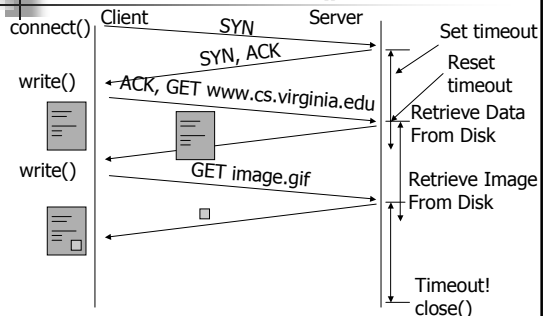 Client
Server
connect()
SYN
Set timeout
SYN, ACK
Reset
timeout
write()
ACK, GET www.cs.virginia.edu
Retrieve Data
From Disk
write()
GET image.gif
Retrieve Image
From Disk
Timeout!
close()